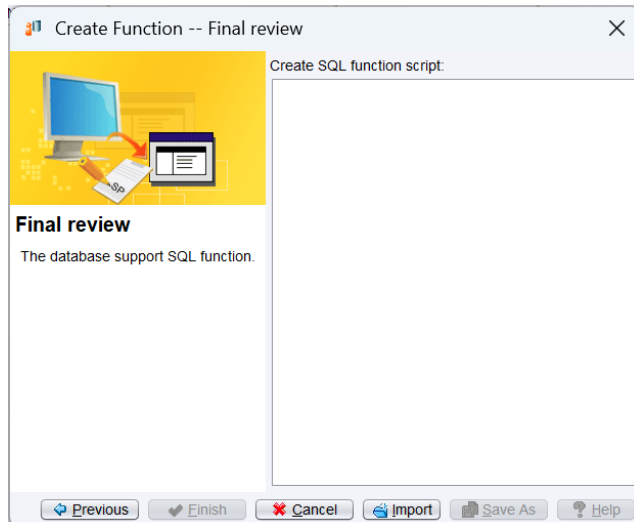 Create Function -- Final review
Create SQL function script:
SP
Final review
The database support SQL function.
Previous
Finish
Cancel
Import
Save As
Help